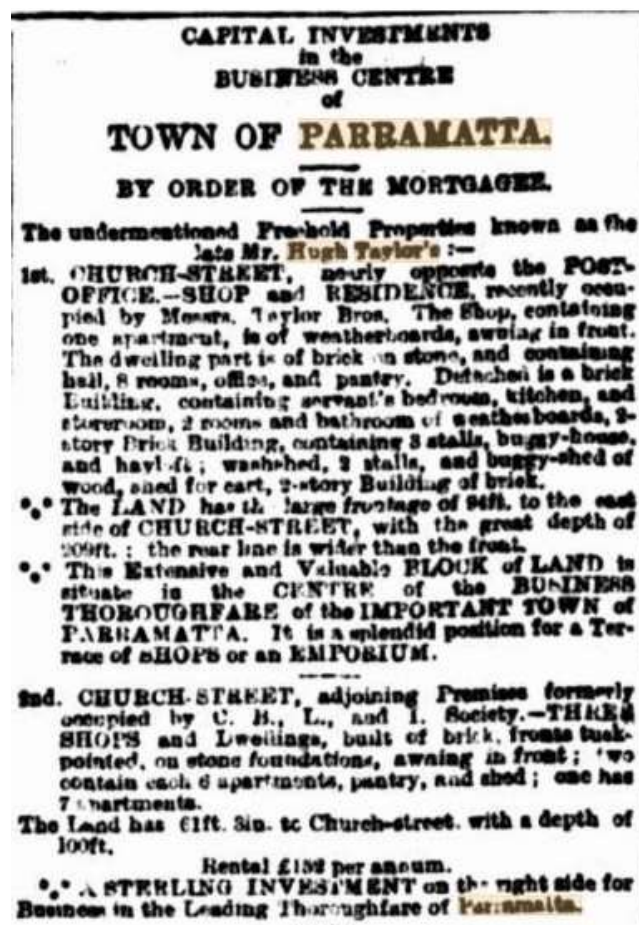 CAPITAL INVESTMENTS
in the
BUSINESS CENTRE
of
TOWN OF PARRAMATTA.
BY ORDER OF THE MORTGAGEE.
The undermentioned Freehold Properties known as the
late Mr. Hugh Taylor's :—
1st. CHURCH-STREET, nearly opposite the POST-
OFFICE.—SHOP and RESIDENCE, recently occu-
pied by Messrs. Taylor Bros. The Shop, containing
one apartment, is of weatherboards, awning in front.
The dwelling part is of brick on stone, and containing
hall, 8 rooms, office, and pantry. Detached is a brick
Building, containing servant's bedroom, kitchen, and
storeroom, 2 rooms and bathroom of weatherboards, 2-
story Brick Building, containing 3 stalls, buggy-house,
and hayloft; washshed, 2 stalls, and buggy-shed of
wood, shed for cart, 2-story Building of brick.
*.* The LAND has the large frontage of 94ft. to the east
side of CHURCH-STREET, with the great depth of
209ft.; the rear line is wider than the front.
*.* This Extensive and Valuable BLOCK of LAND is
situate in the CENTRE of the BUSINESS
THOROUGHFARE of the IMPORTANT TOWN of
PARRAMATTA. It is a splendid position for a Ter-
race of SHOPS or an EMPORIUM.
2nd. CHURCH-STREET, adjoining Premises formerly
occupied by C. B., L., and I. Society.—THREE
SHOPS and Dwellings, built of brick, fronts tuck-
pointed, on stone foundations, awning in front; two
contain each 6 apartments, pantry, and shed; one has
7 apartments.
The Land has 61ft. 3in. to Church-street, with a depth of
100ft.
Rental £152 per annum.
*.* A STERLING INVESTMENT on the right side for
Business in the Leading Thoroughfare of Parramatta.